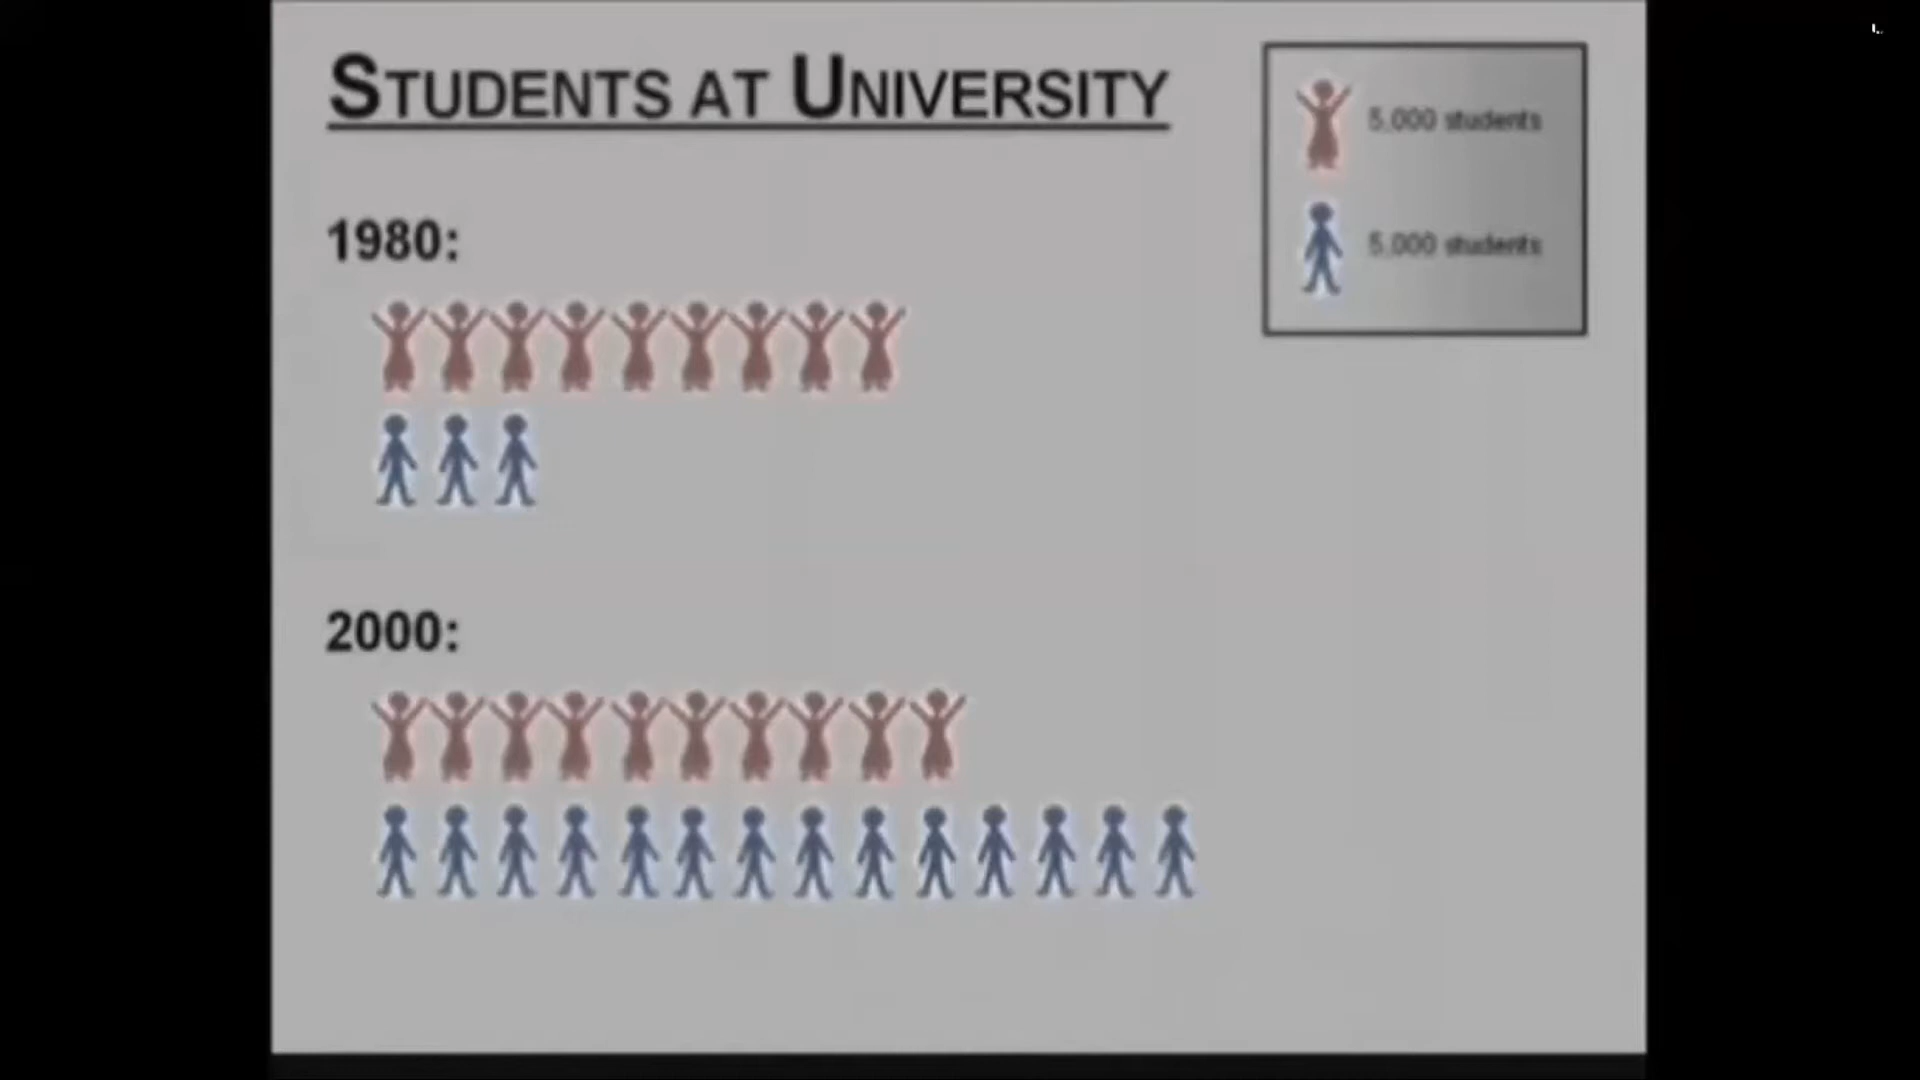 STUDENTS AT UNIVERSITY
5,000 students
5,000 students
1980:
2000: